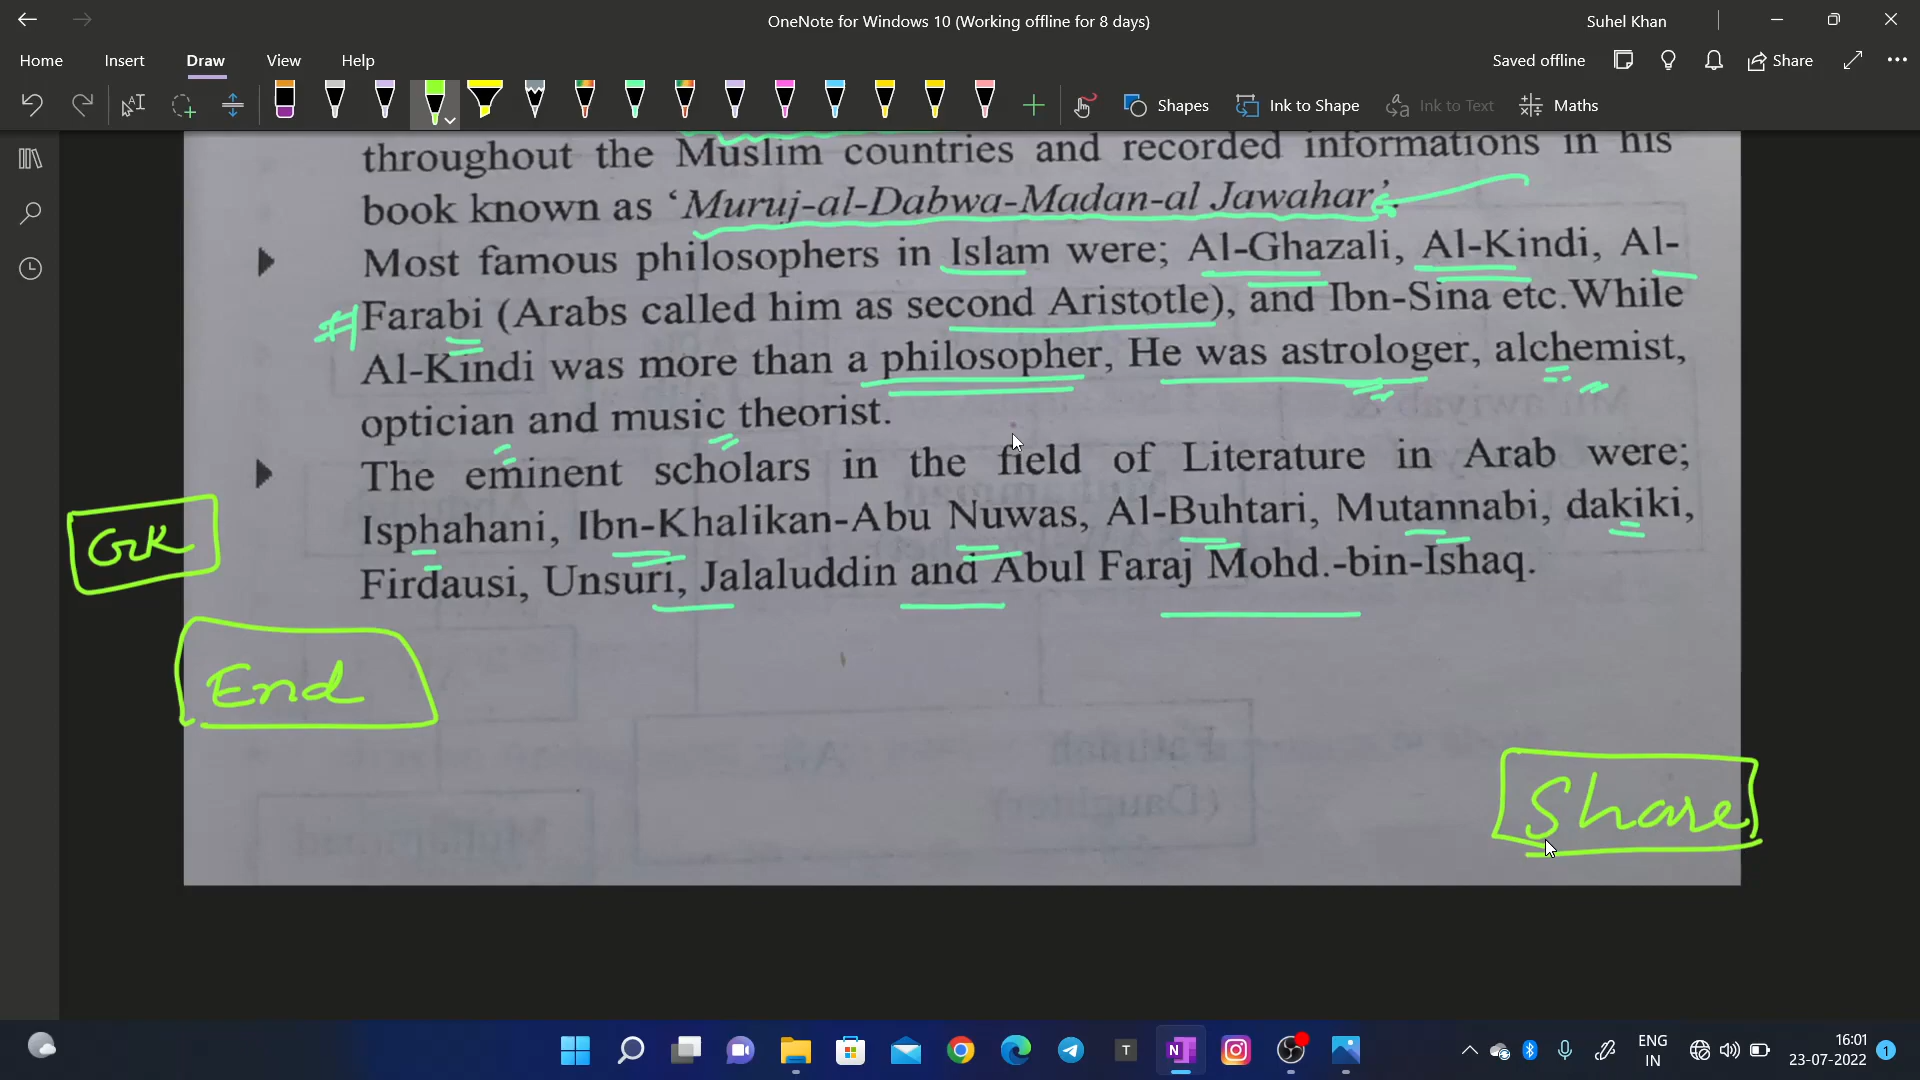 OneNote for Windows 10 (Working offline for 8 days)
Suhel Khan
Home Insert Draw View Help
Saved offline Share
Shapes Ink to Shape Ink to Text Maths
throughout the Muslim countries and recorded informations in his
book known as ‘Muruj-al-Dabwa-Madan-al Jawahar’.
Most famous philosophers in Islam were; Al-Ghazali, Al-Kindi, Al-
Farabi (Arabs called him as second Aristotle), and Ibn-Sina etc.While
Al-Kindi was more than a philosopher, He was astrologer, alchemist,
optician and music theorist.
The eminent scholars in the field of Literature in Arab were;
Isphahani, Ibn-Khalikan-Abu Nuwas, Al-Buhtari, Mutannabi, dakiki,
Firdausi, Unsuri, Jalaluddin and Abul Faraj Mohd.-bin-Ishaq.
End
Share
ENG
IN
16:01
23-07-2022
1